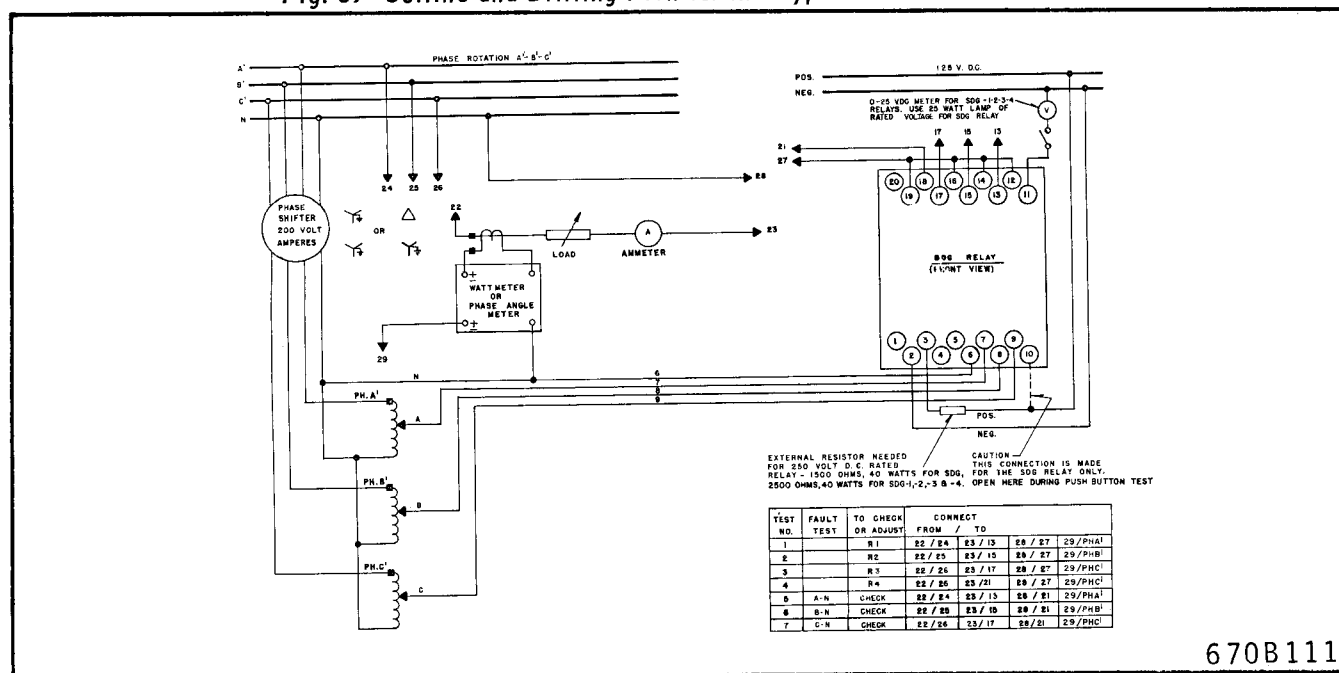 PHASE ROTATION A'-B'-C'
A'
B'
C'
N
24 25 26
PHASE
SHIFTER
200 VOLT
AMPERES
OR
22
LOAD
A
AMMETER
23
28
±
WATTMETER
OR
PHASE ANGLE
METER
±
29
N
PH.A'
A
PH.B'
B
PH.C'
C
6
7
8
9
125 V. D.C.
POS.
NEG.
0-25 VDC METER FOR SDG-1-2-3-4
RELAYS. USE 25 WATT LAMP OF
RATED VOLTAGE FOR SDG RELAY
V
17 15 13
21
27
20 18 16 14 12
19 17 15 13 11
SDG RELAY
(FRONT VIEW)
1 3 5 7 9
2 4 6 8 10
POS.
NEG.
EXTERNAL RESISTOR NEEDED
FOR 250 VOLT D.C. RATED
RELAY - 1500 OHMS, 40 WATTS FOR SDG,
2500 OHMS, 40 WATTS FOR SDG-1,-2,-3 & -4.
CAUTION
THIS CONNECTION IS MADE
FOR THE SDG RELAY ONLY.
OPEN HERE DURING PUSH BUTTON TEST
TEST NO. FAULT TEST TO CHECK OR ADJUST CONNECT FROM / TO
1 R1 22 / 24 23 / 13 28 / 27 29/PHA'
2 R2 22 / 25 23 / 15 28 / 27 29/PHB'
3 R3 22 / 26 23 / 17 28 / 27 29/PHC'
4 R4 22 / 26 23 /21 28 / 27 29/PHC'
5 A-N CHECK 22 / 24 23 / 13 28 / 21 29/PHA'
6 B-N CHECK 22 / 25 23 / 15 28 / 21 29/PHB'
7 C-N CHECK 22 / 26 23 / 17 28/21 29/PHC'
670B111